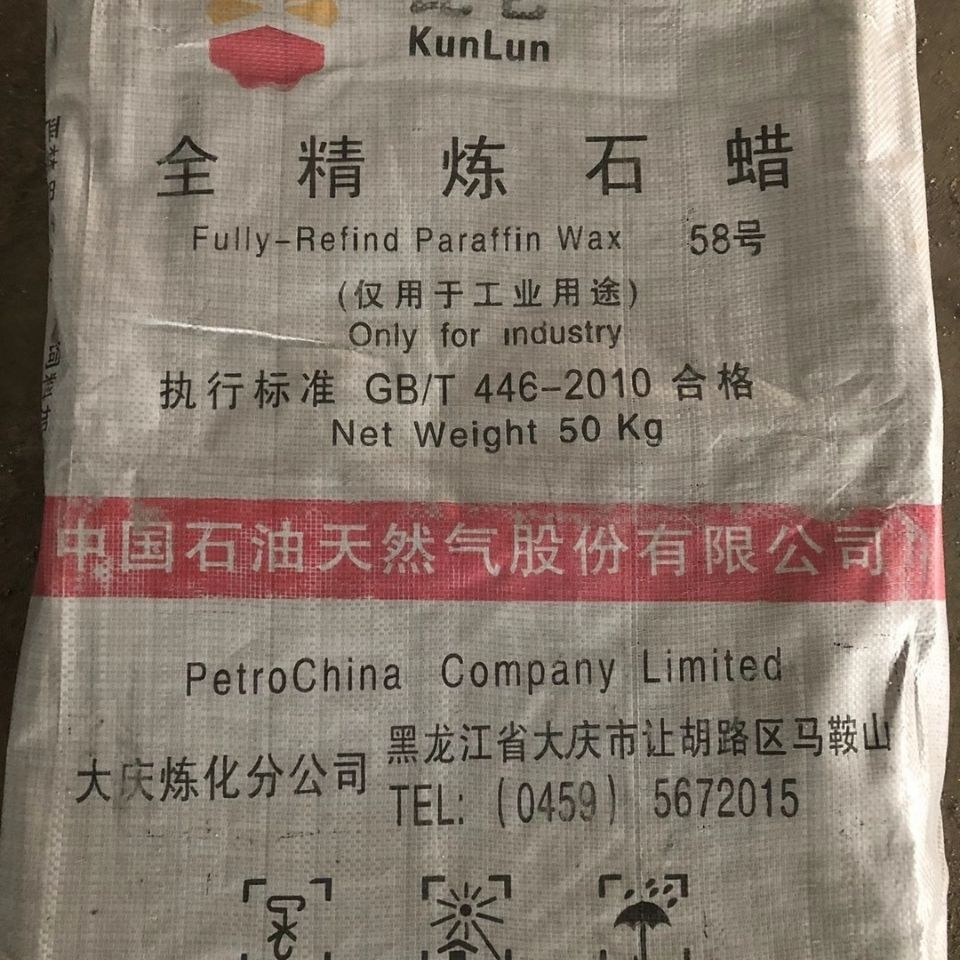 KunLun
全精炼石蜡
Fully-Refind Paraffin Wax 58号
(仅用于工业用途)
Only for industry
执行标准 GB/T 446-2010 合格
Net Weight 50 Kg
中国石油天然气股份有限公司
PetroChina Company Limited
大庆炼化分公司
黑龙江省大庆市让胡路区马鞍山
TEL: (0459) 5672015